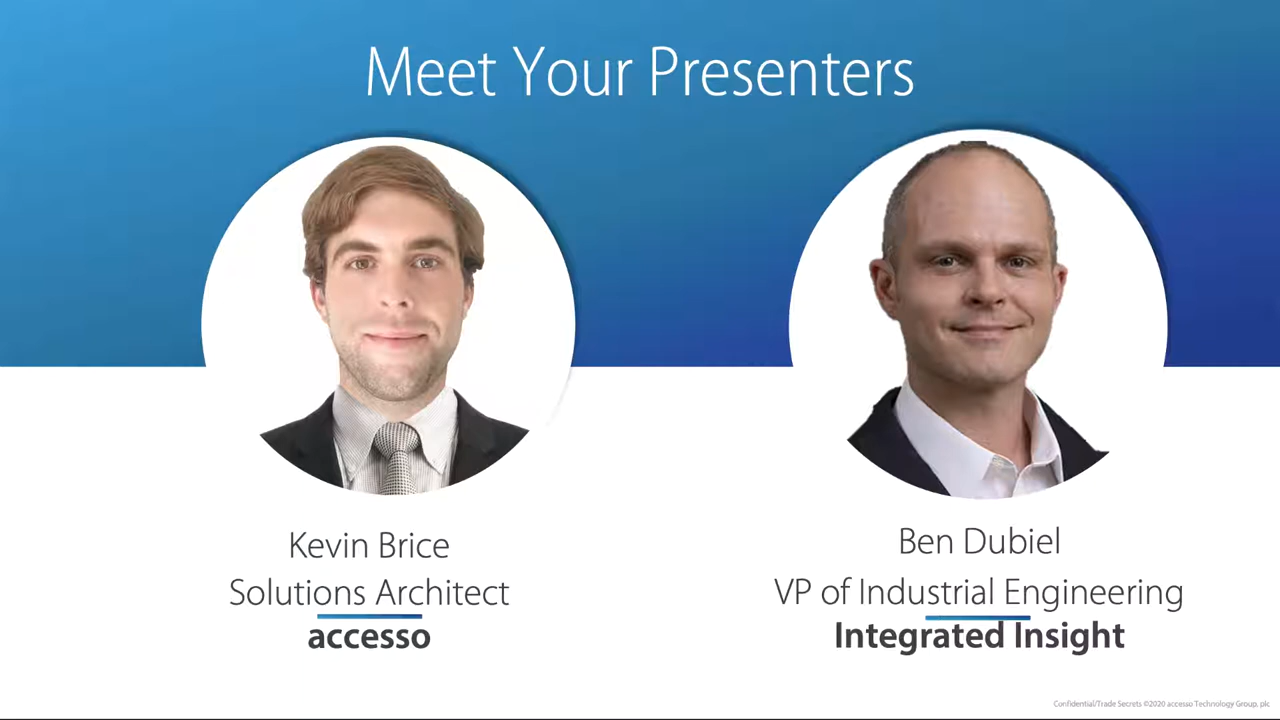 Meet Your Presenters
Kevin Brice
Solutions Architect
accesso
Ben Dubiel
VP of Industrial Engineering
Integrated Insight
Confidential/Trade Secrets ©2020 accesso Technology Group, plc